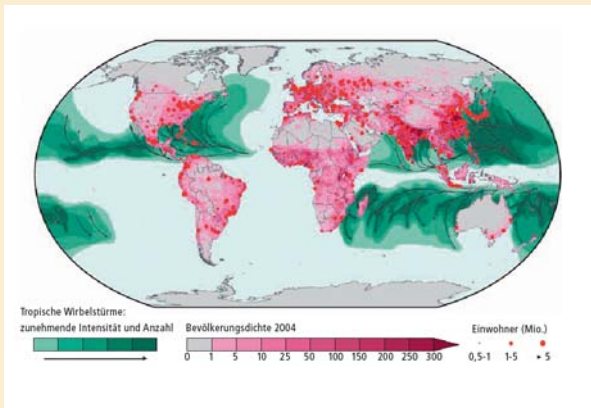 Tropische Wirbelstürme:
zunehmende Intensität und Anzahl
Bevölkerungsdichte 2004
Einwohner (Mio.)
0 1 5 10 25 50 100 150 200 250 300
0,5-1 1-5 ▸ 5